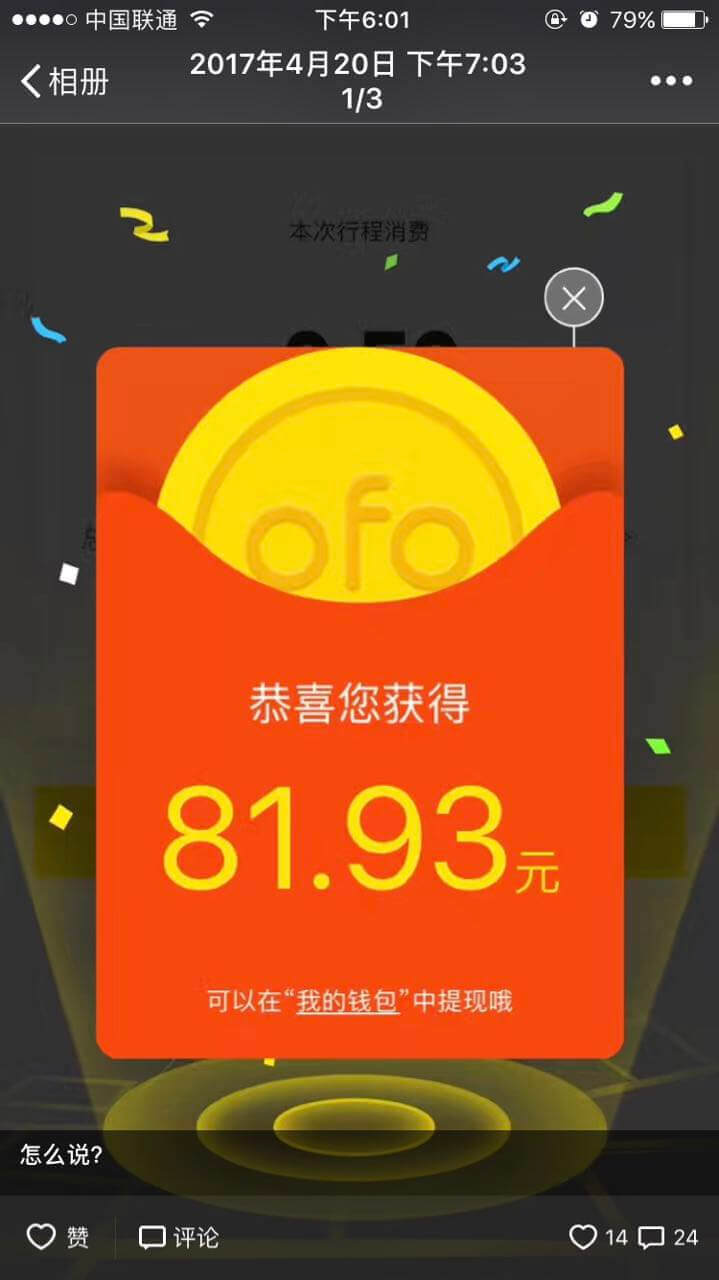 中国联通 下午6:01 79%
相册 2017年4月20日 下午7:03
1/3
本次行程消费
ofo
恭喜您获得
81.93元
可以在“我的钱包”中提现哦
怎么说?
赞 评论 14 24